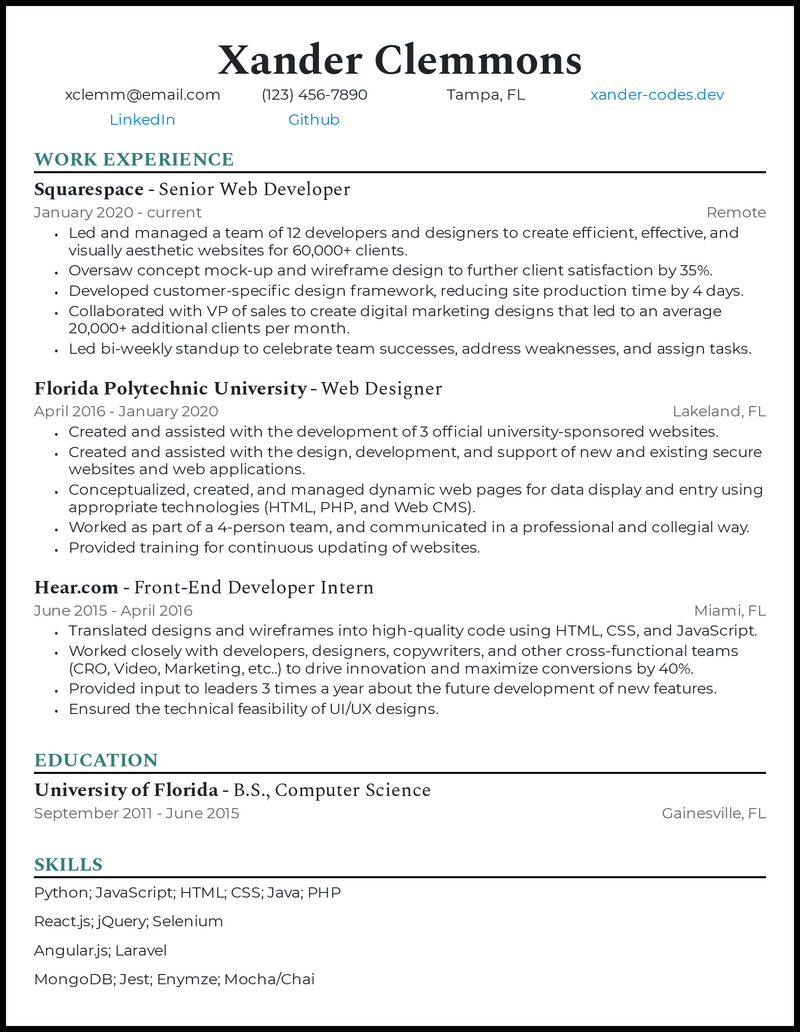 Xander Clemmons
xclemm@email.com (123) 456-7890 Tampa, FL xander-codes.dev
LinkedIn Github
WORK EXPERIENCE
Squarespace - Senior Web Developer
January 2020 - current Remote
• Led and managed a team of 12 developers and designers to create efficient, effective, and
visually aesthetic websites for 60,000+ clients.
• Oversaw concept mock-up and wireframe design to further client satisfaction by 35%.
• Developed customer-specific design framework, reducing site production time by 4 days.
• Collaborated with VP of sales to create digital marketing designs that led to an average
20,000+ additional clients per month.
• Led bi-weekly standup to celebrate team successes, address weaknesses, and assign tasks.
Florida Polytechnic University - Web Designer
April 2016 - January 2020 Lakeland, FL
• Created and assisted with the development of 3 official university-sponsored websites.
• Created and assisted with the design, development, and support of new and existing secure
websites and web applications.
• Conceptualized, created, and managed dynamic web pages for data display and entry using
appropriate technologies (HTML, PHP, and Web CMS).
• Worked as part of a 4-person team, and communicated in a professional and collegial way.
• Provided training for continuous updating of websites.
Hear.com - Front-End Developer Intern
June 2015 - April 2016 Miami, FL
• Translated designs and wireframes into high-quality code using HTML, CSS, and JavaScript.
• Worked closely with developers, designers, copywriters, and other cross-functional teams
(CRO, Video, Marketing, etc..) to drive innovation and maximize conversions by 40%.
• Provided input to leaders 3 times a year about the future development of new features.
• Ensured the technical feasibility of UI/UX designs.
EDUCATION
University of Florida - B.S., Computer Science
September 2011 - June 2015 Gainesville, FL
SKILLS
Python; JavaScript; HTML; CSS; Java; PHP
React.js; jQuery; Selenium
Angular.js; Laravel
MongoDB; Jest; Enymze; Mocha/Chai